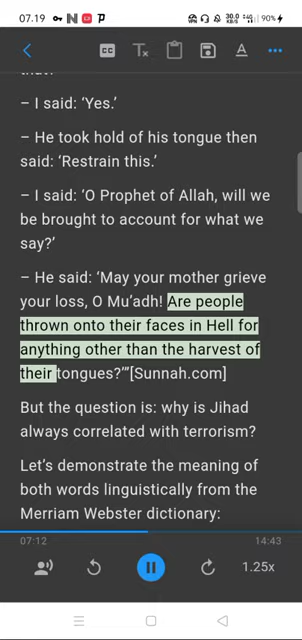 07.19
30.0
KB/S
90%
CC
A
that?'
– I said: ‘Yes.’
– He took hold of his tongue then
said: ‘Restrain this.’
– I said: ‘O Prophet of Allah, will we
be brought to account for what we
say?’
– He said: ‘May your mother grieve
your loss, O Mu’adh! Are people
thrown onto their faces in Hell for
anything other than the harvest of
their tongues?’”[Sunnah.com]
But the question is: why is Jihad
always correlated with terrorism?
Let’s demonstrate the meaning of
both words linguistically from the
Merriam Webster dictionary:
07:12
14:43
1.25x